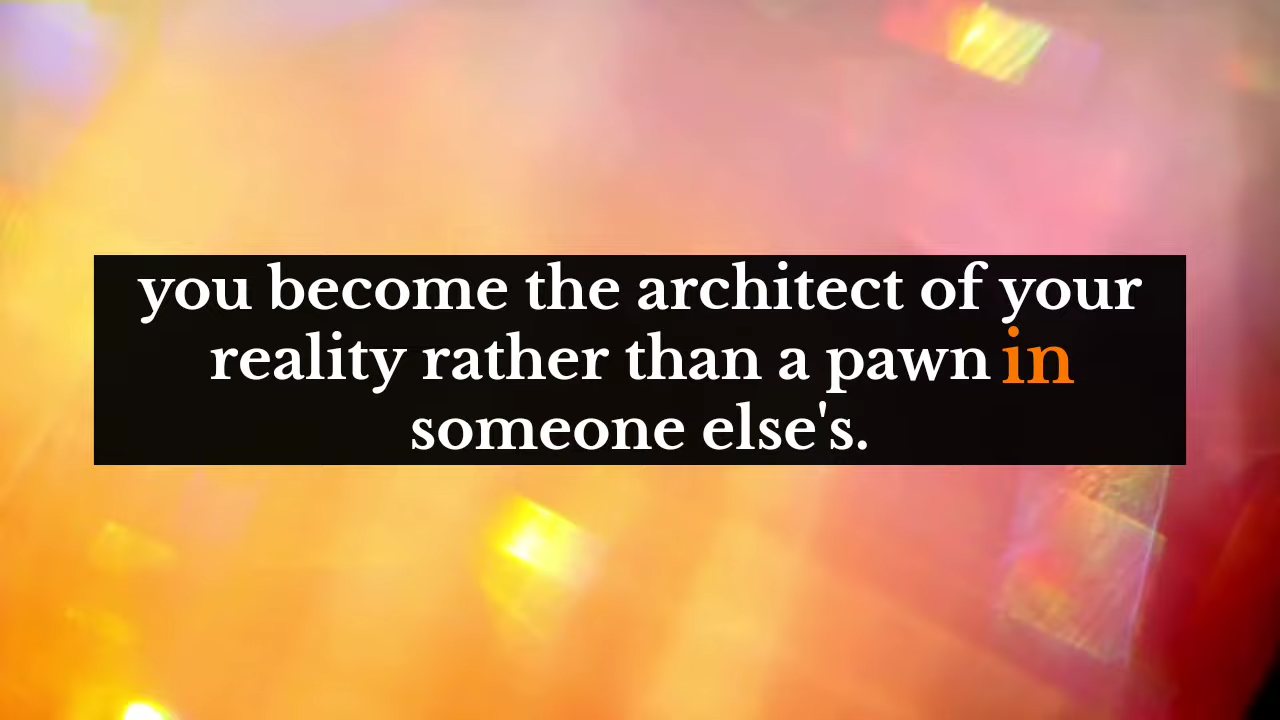 you become the architect of your
reality rather than a pawn in
someone else's.